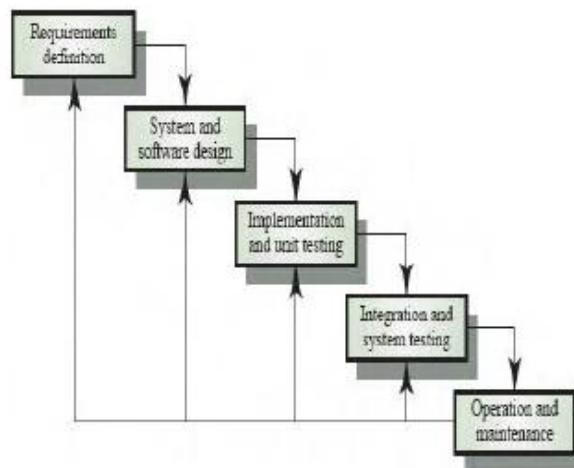 Requirements
definition
System and
software design
Implementation
and unit testing
Integration and
system testing
Operation and
maintenance